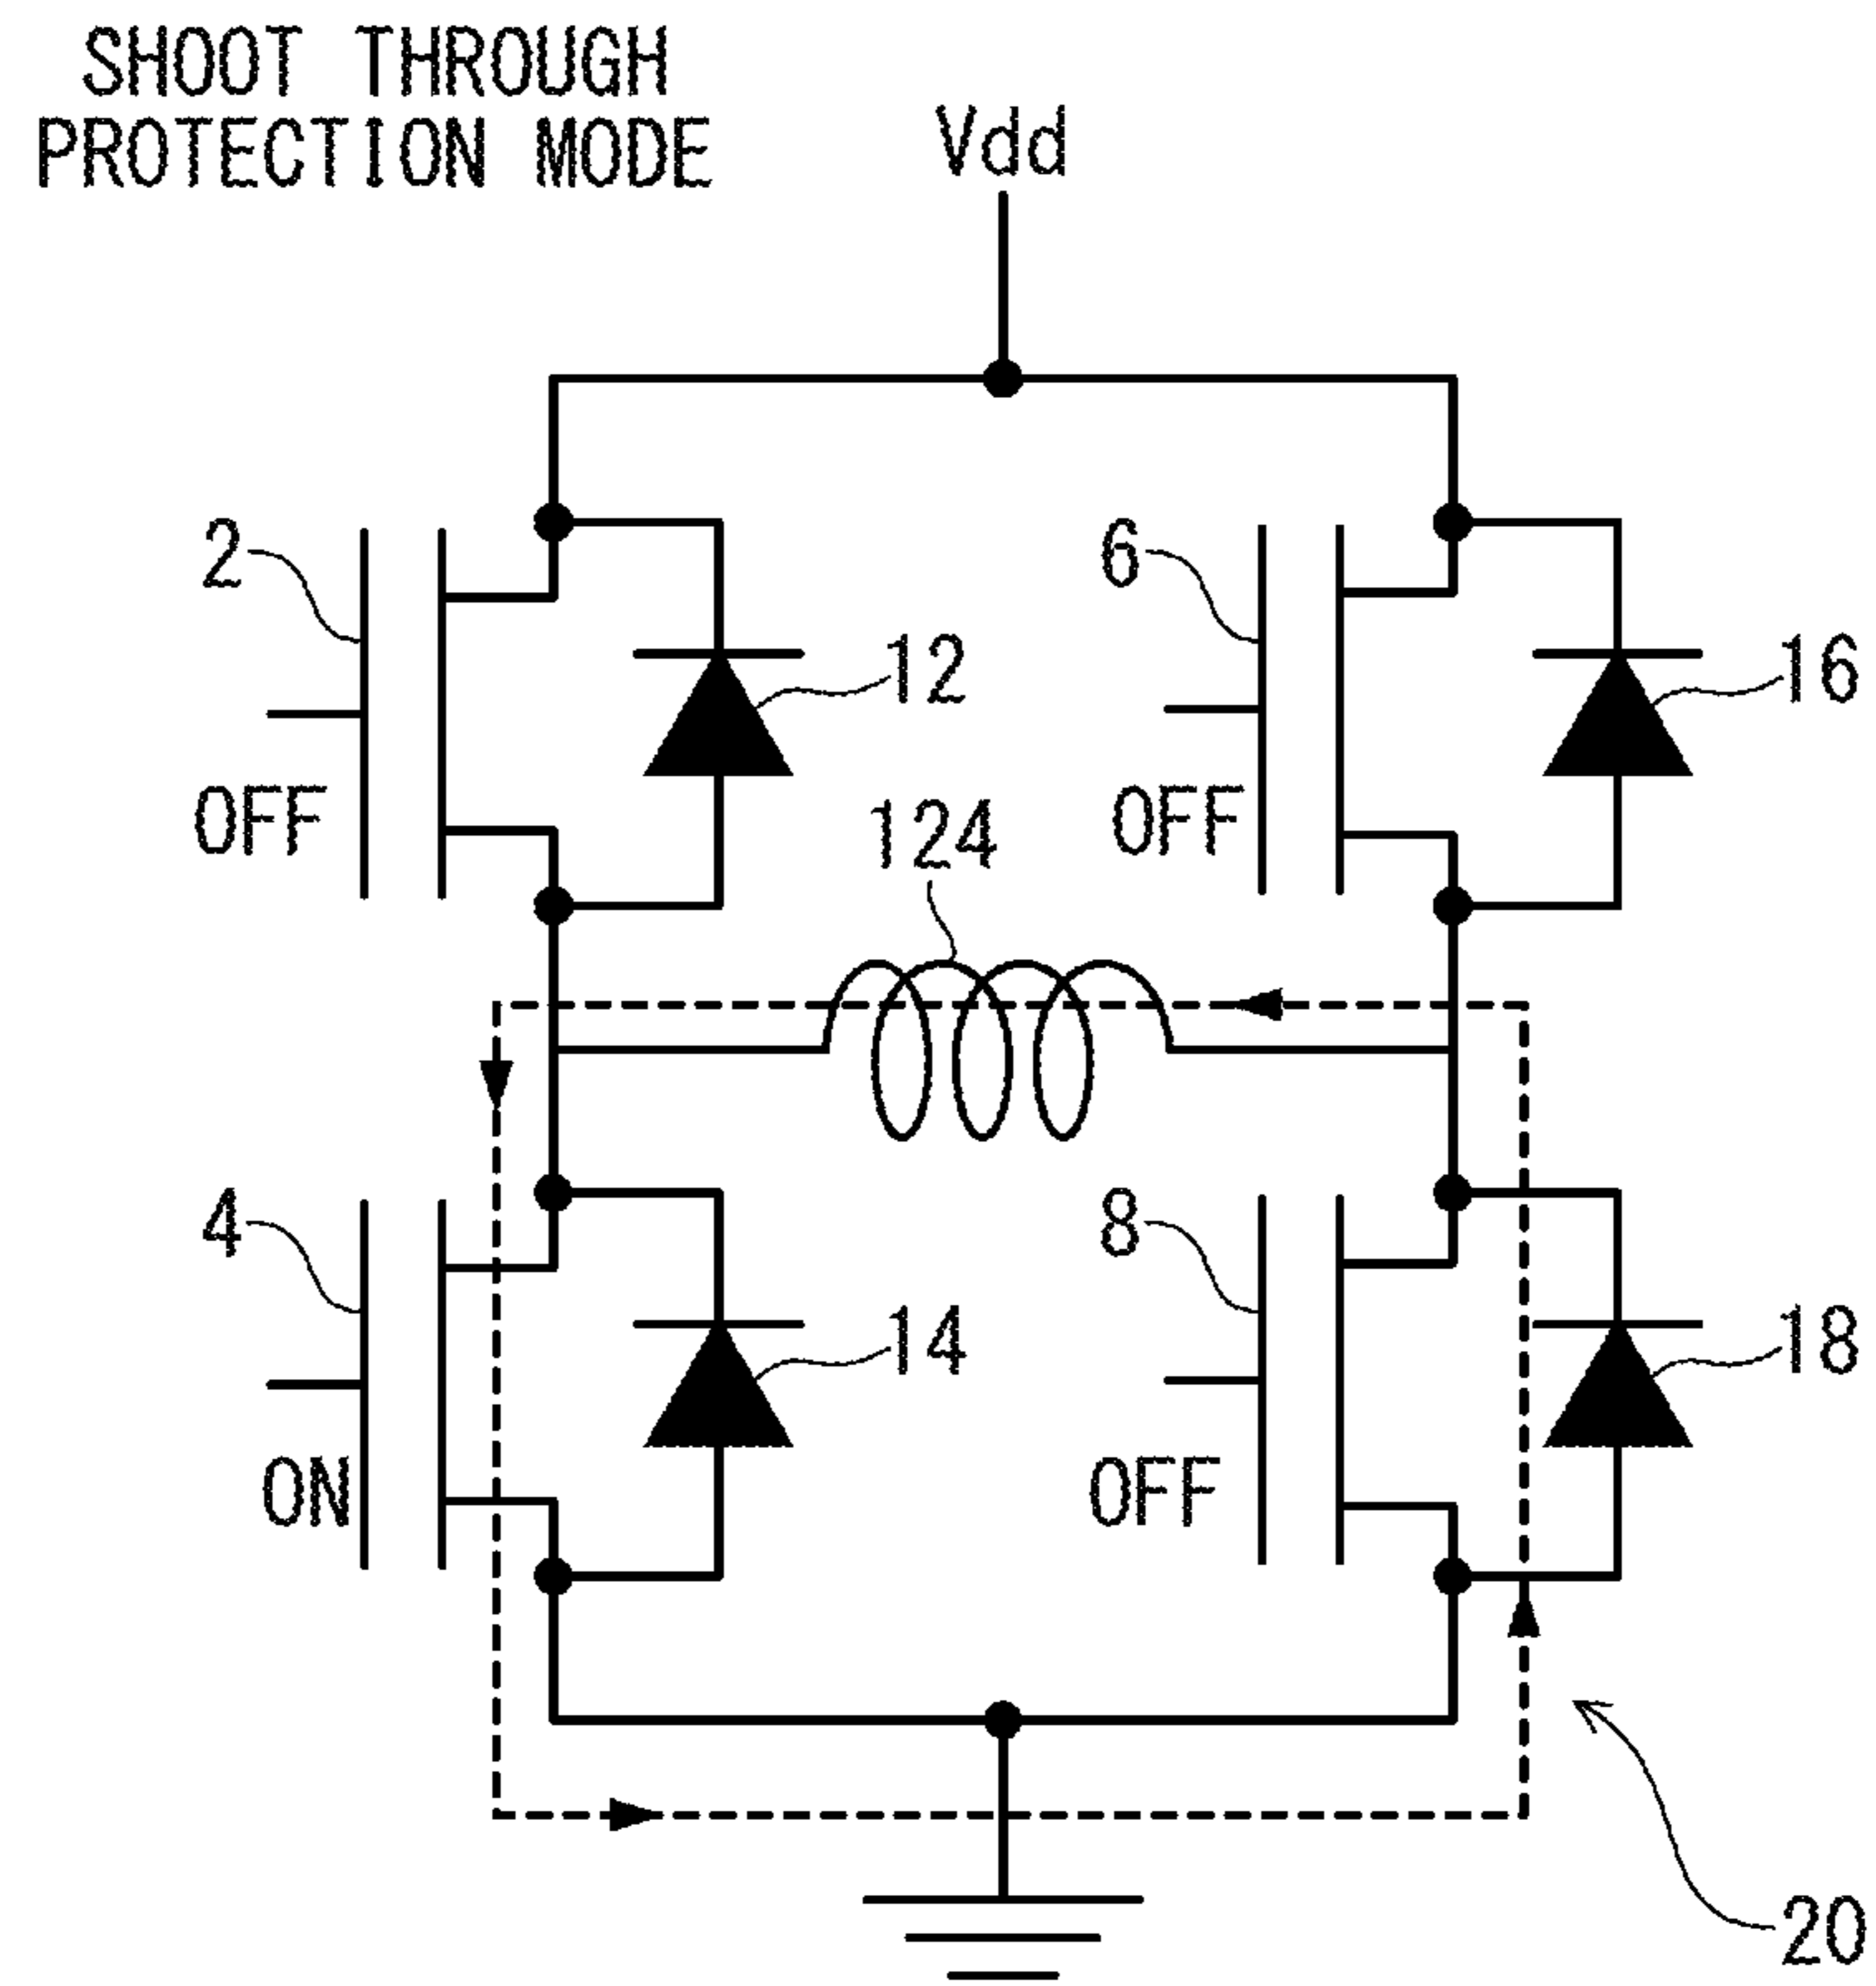 SHOOT THROUGH
PROTECTION MODE
Vdd
2
6
12
16
OFF
124
OFF
4
8
14
18
ON
OFF
20